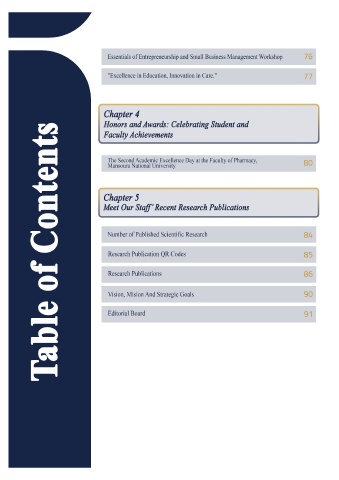 Table of Contents
Essentials of Entrepreneurship and Small Business Management Workshop 76
"Excellence in Education, Innovation in Care." 77
Chapter 4
Honors and Awards: Celebrating Student and
Faculty Achievements
The Second Academic Excellence Day at the Faculty of Pharmacy,
Mansoura National University 80
Chapter 5
Meet Our Staff' Recent Research Publications
Number of Published Scientific Research 84
Research Publication QR Codes 85
Research Publications 86
Vision, Mision And Strategic Goals 90
Editorial Board 91